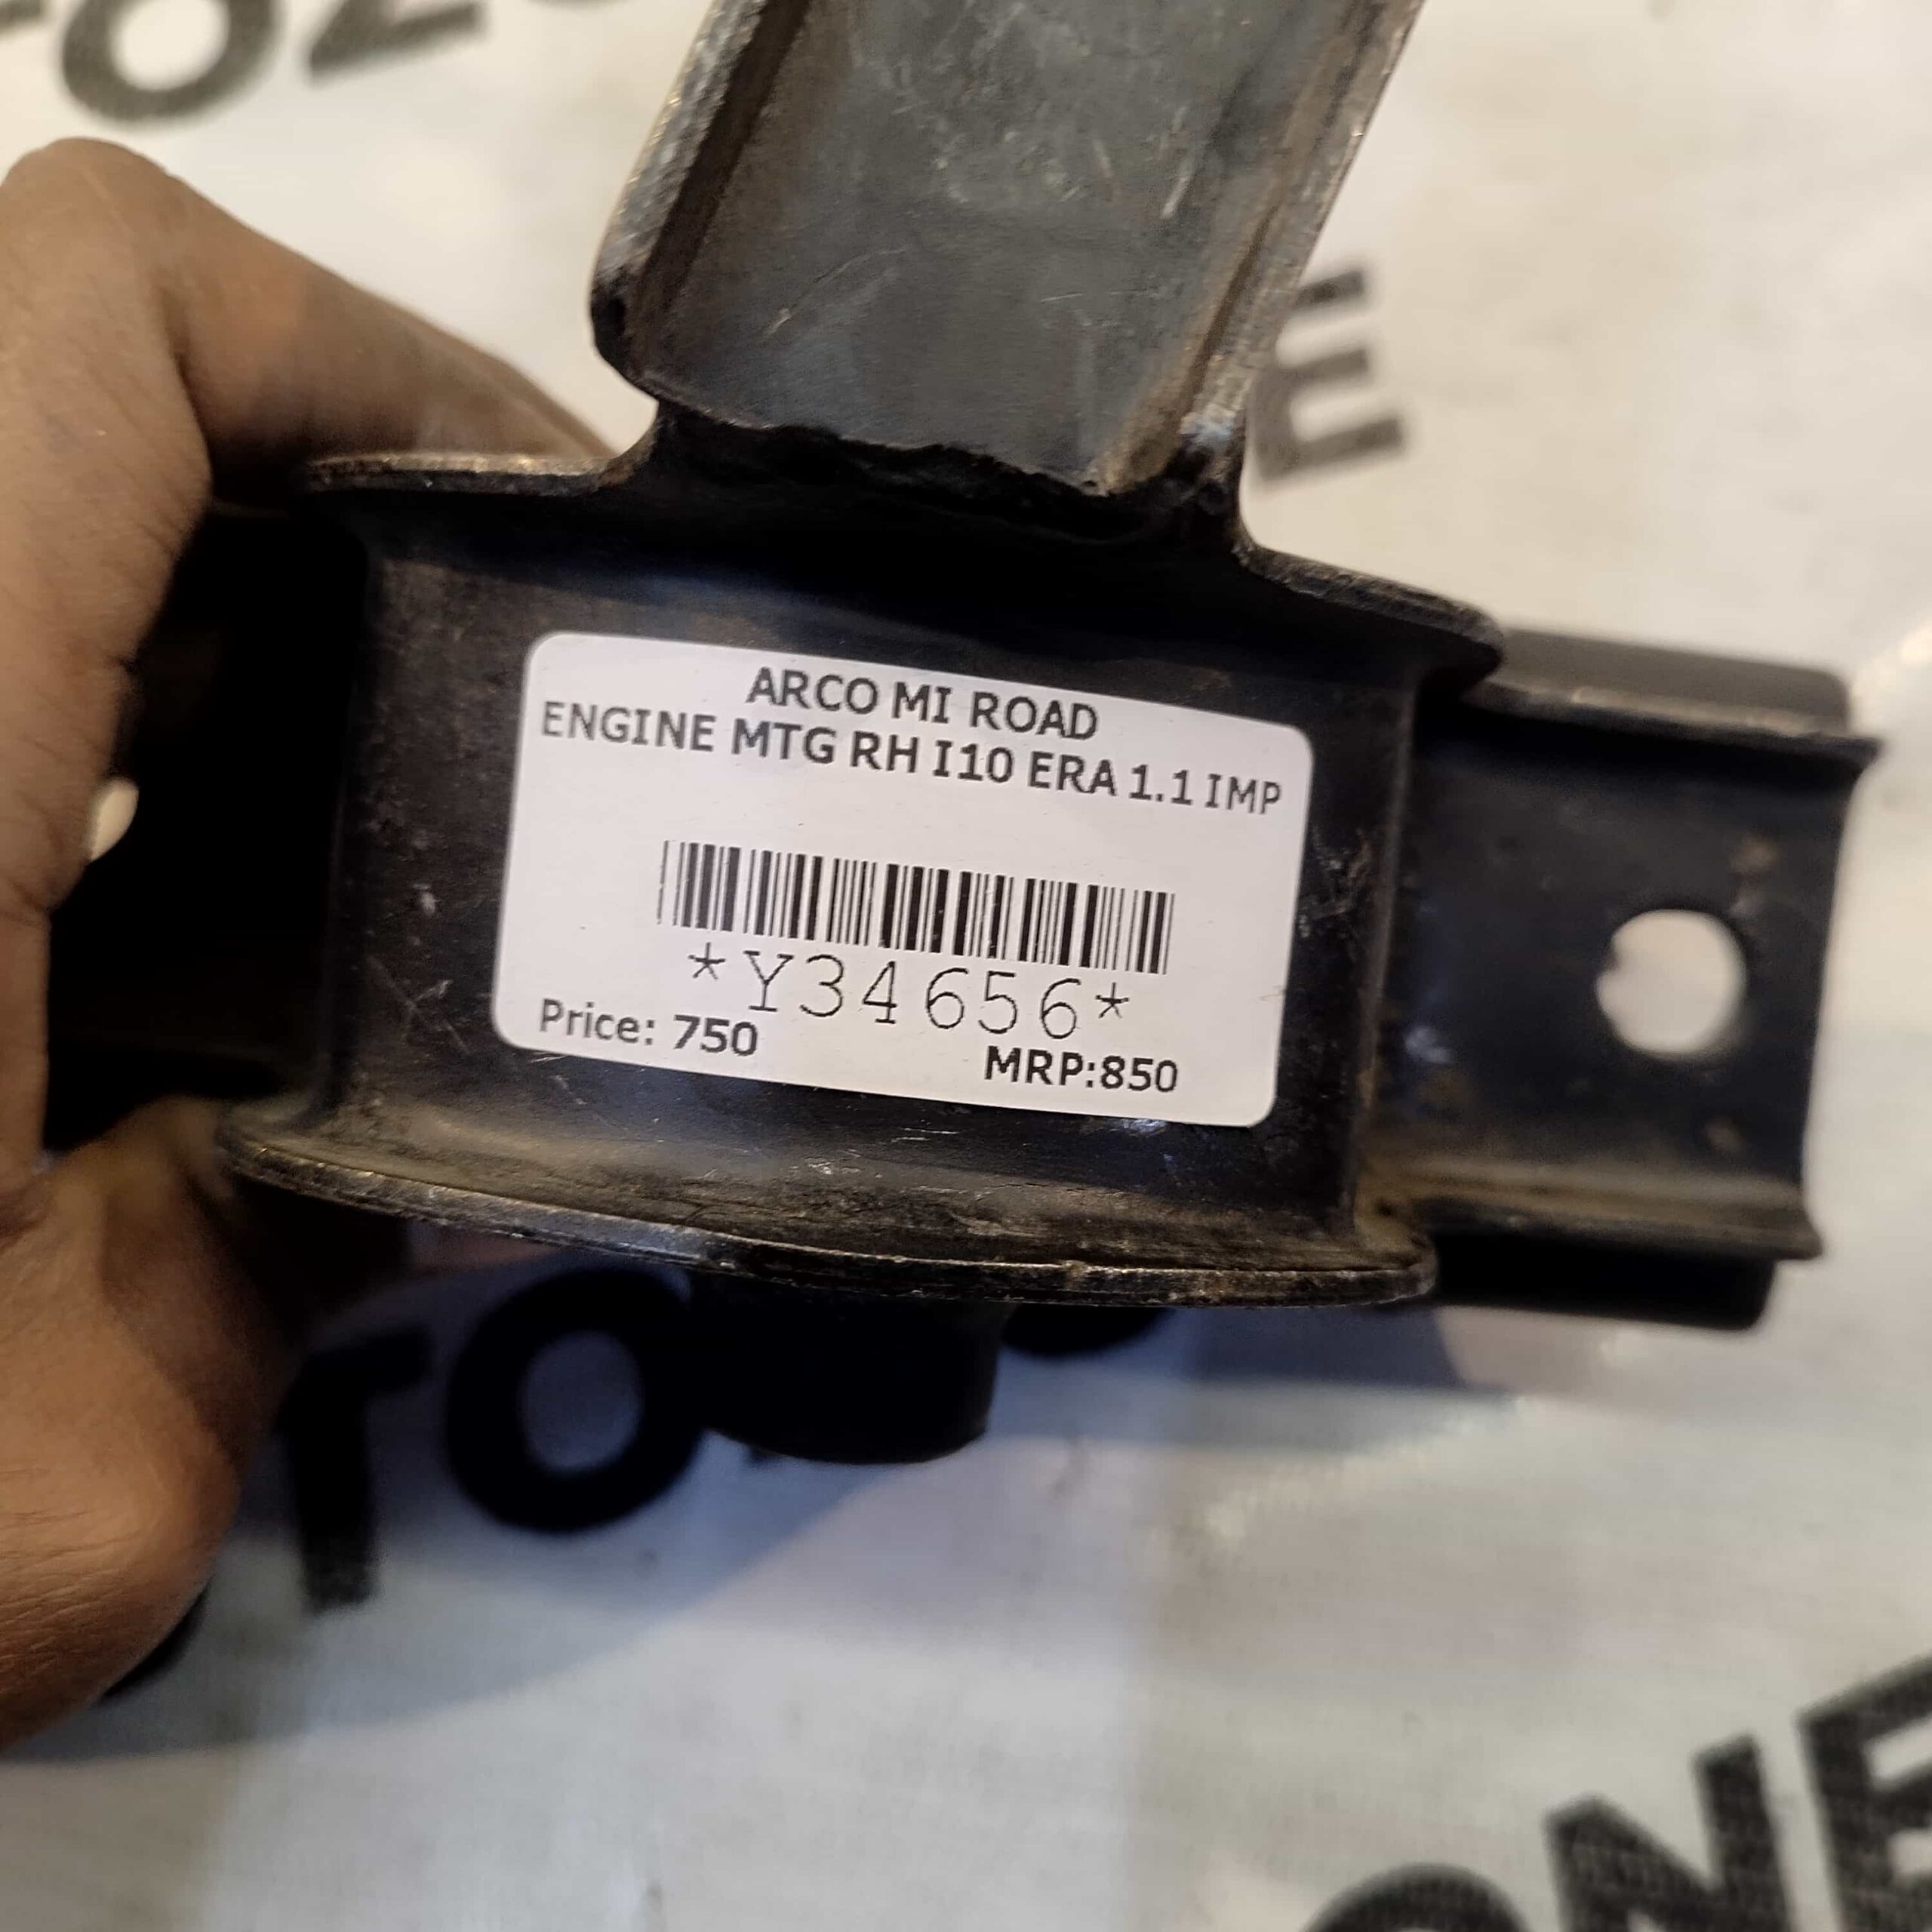 ARCO MI ROAD
ENGINE MTG RH I10 ERA 1.1 IMP
*Y34656*
Price: 750
MRP:850